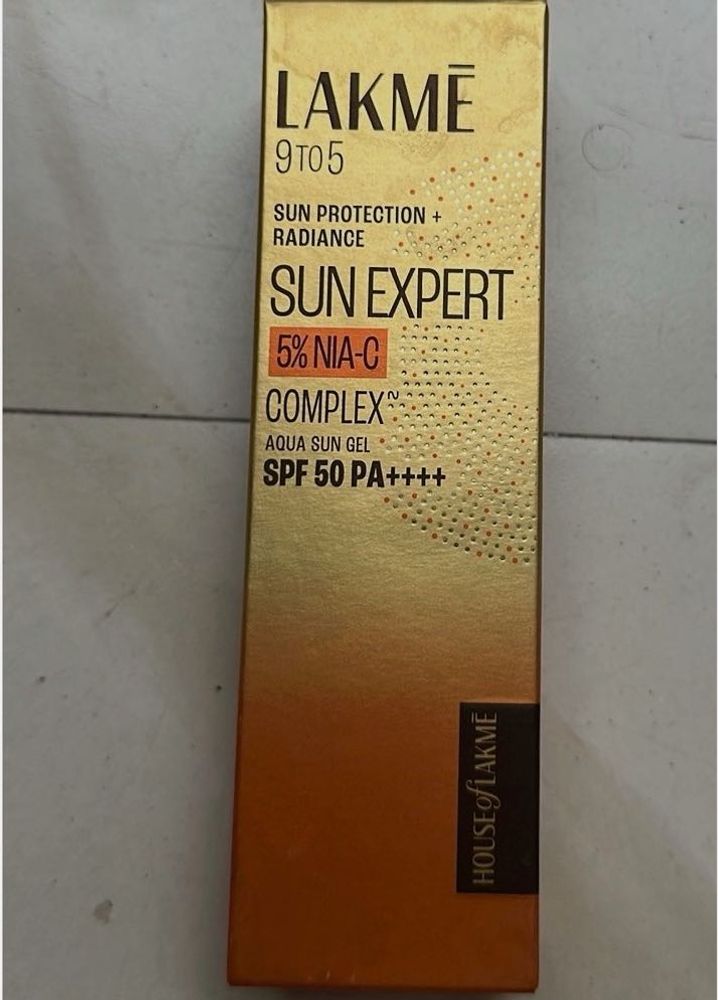 LAKMĒ
9TO5
SUN PROTECTION +
RADIANCE
SUN EXPERT
5% NIA-C
COMPLEX~
AQUA SUN GEL
SPF 50 PA++++
HOUSE of LAKMĒ